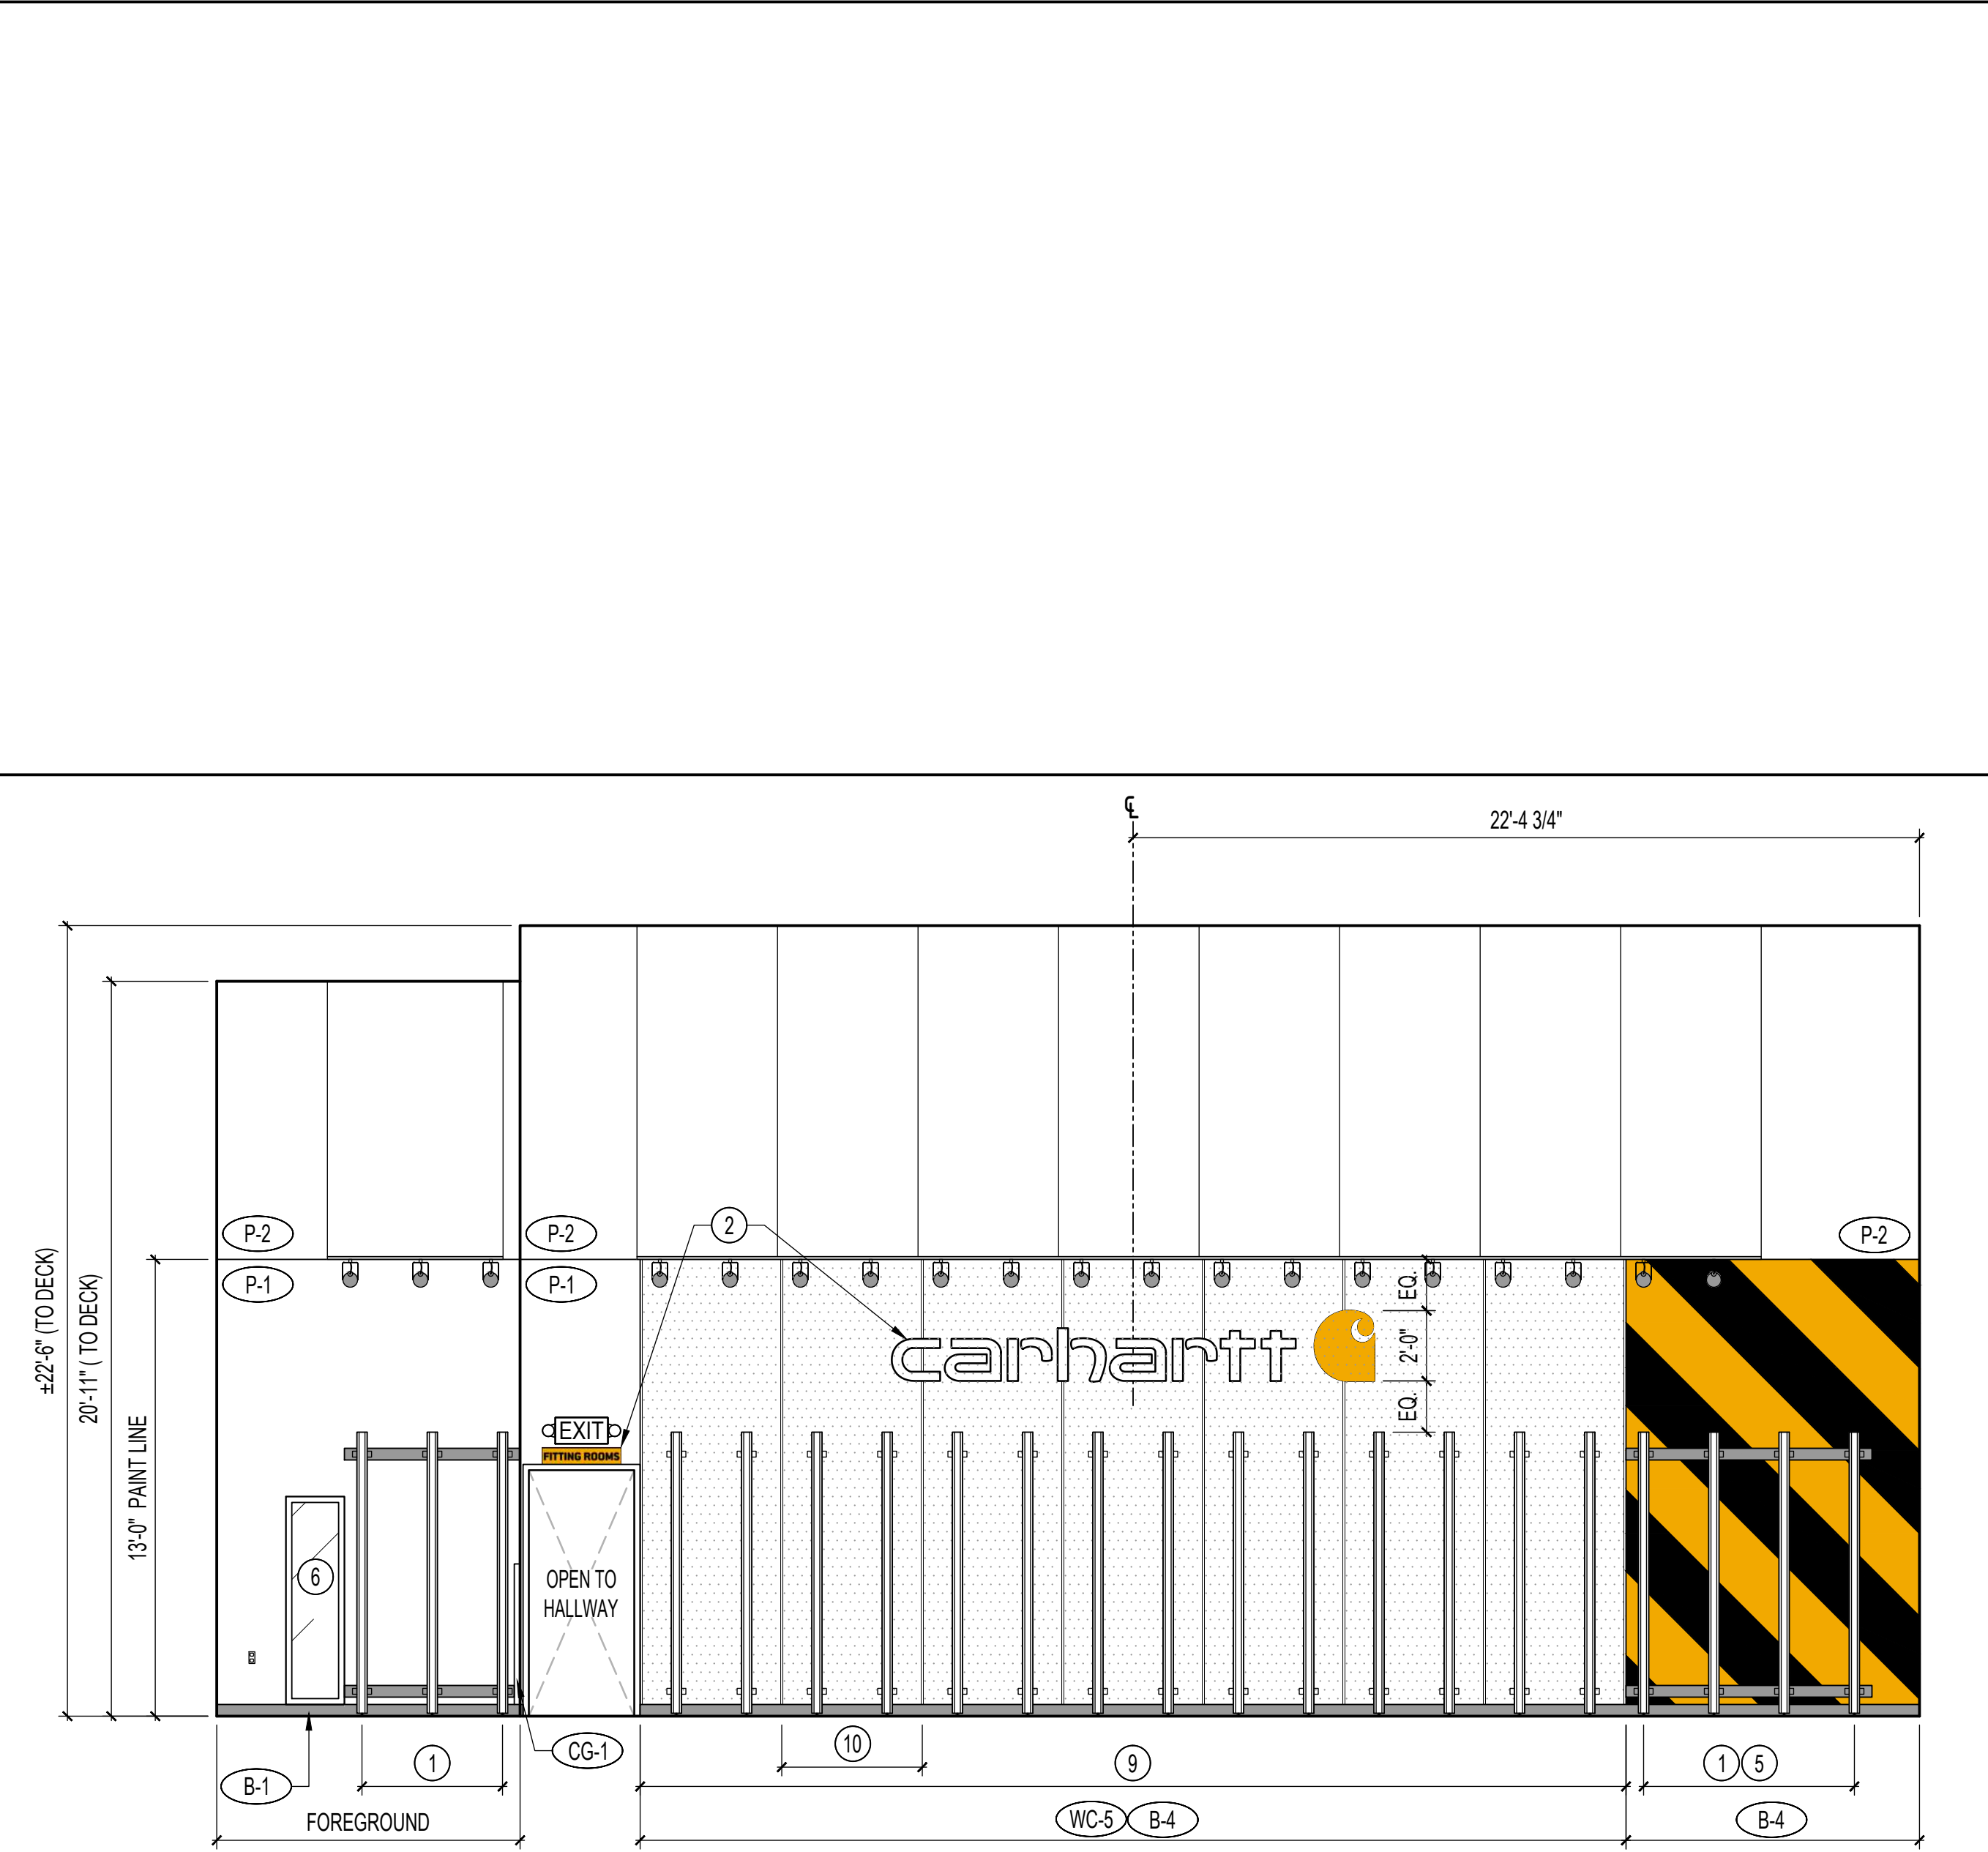 ℄
22'-4 3/4"
±22'-6" (TO DECK)
20'-11" ( TO DECK)
13'-0" PAINT LINE
P-2
P-2
P-2
P-1
P-1
2
EQ.
2'-0"
EQ.
carhartt
EXIT
FITTING ROOMS
6
OPEN TO
HALLWAY
1
CG-1
10
9
1 5
B-1
FOREGROUND
WC-5 B-4
B-4